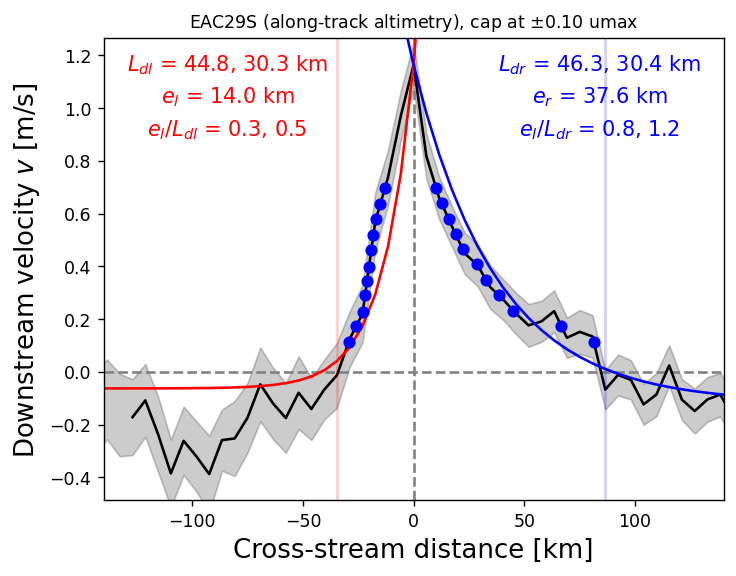 EAC29S (along-track altimetry), cap at ±0.10 umax
L_dl = 44.8, 30.3 km
e_l = 14.0 km
e_l/L_dl = 0.3, 0.5
L_dr = 46.3, 30.4 km
e_r = 37.6 km
e_l/L_dr = 0.8, 1.2
Downstream velocity v [m/s]
1.2
1.0
0.8
0.6
0.4
0.2
0.0
−0.2
−0.4
−100
−50
0
50
100
Cross-stream distance [km]